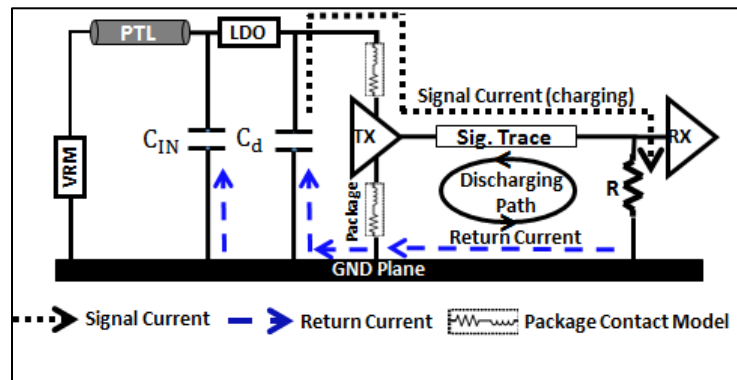 PTL
LDO
Signal Current (charging)
C_IN
C_d
TX
Sig. Trace
RX
VRM
Discharging
Path
R
Package
Return Current
GND Plane
Signal Current
Return Current
Package Contact Model